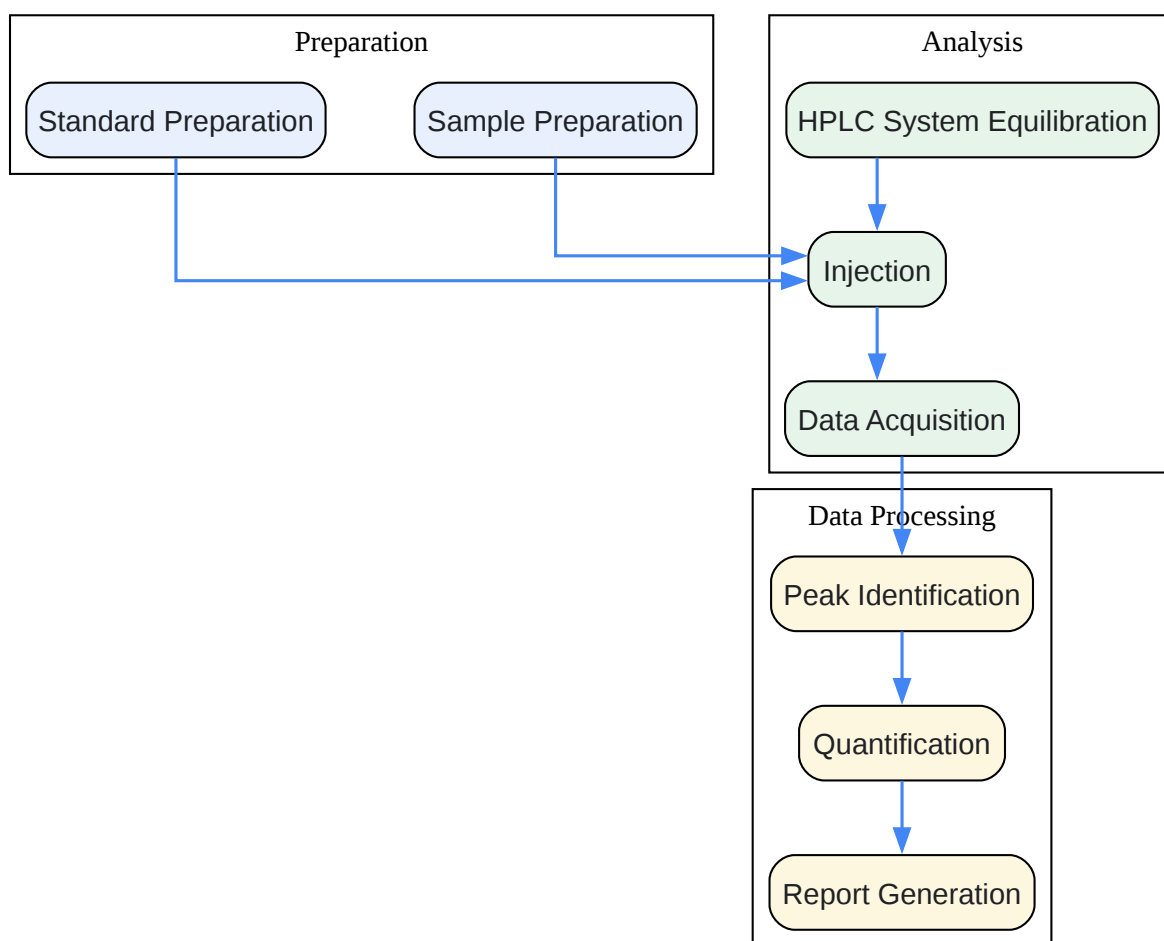 Preparation
Standard Preparation
Sample Preparation
Analysis
HPLC System Equilibration
Injection
Data Acquisition
Data Processing
Peak Identification
Quantification
Report Generation